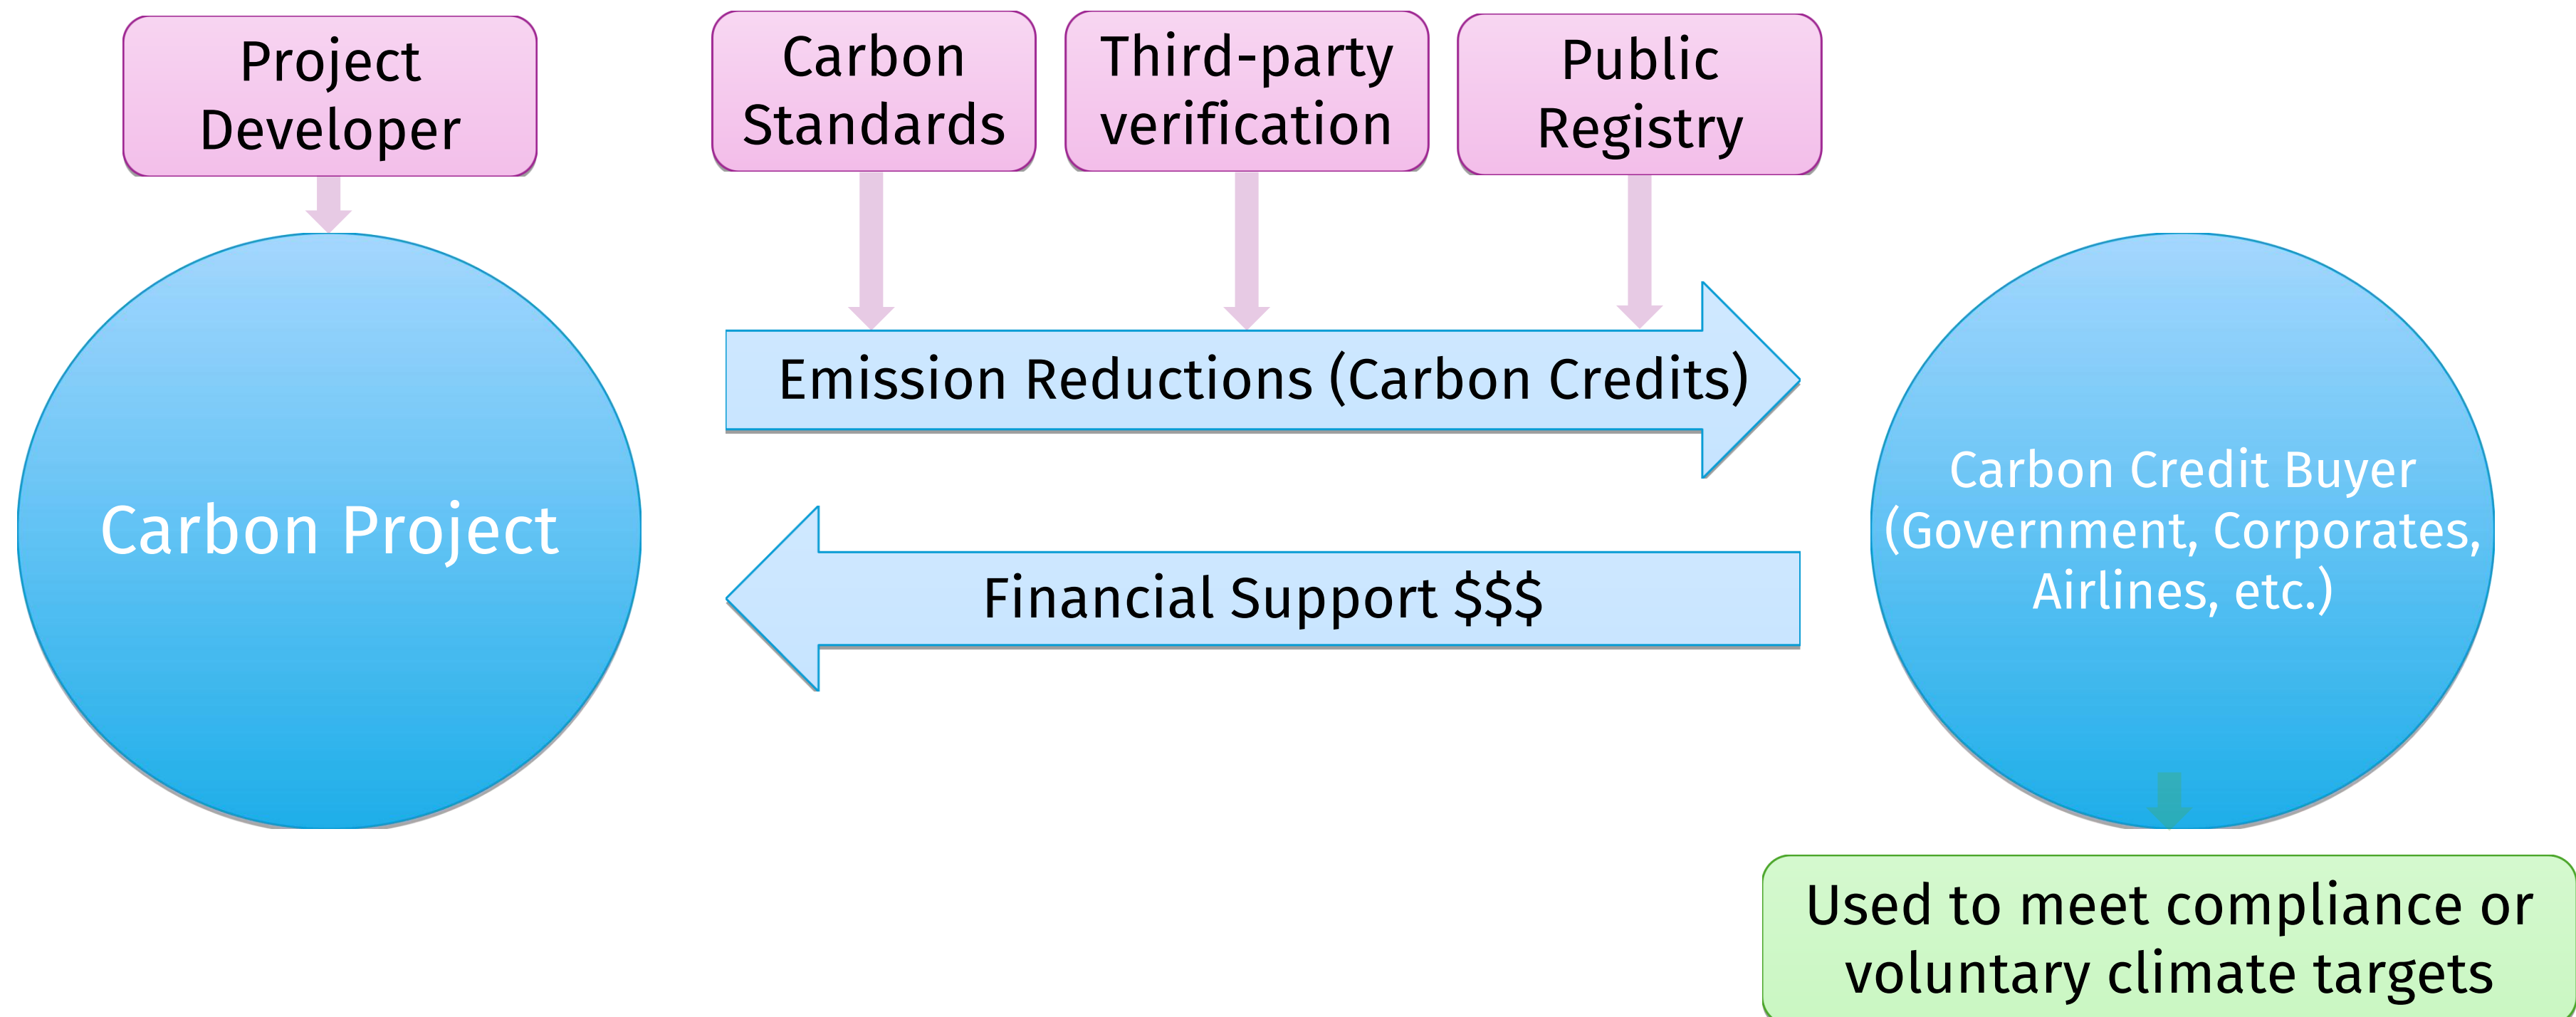 Project
Developer
Carbon
Standards
Third-party
verification
Public
Registry
Emission Reductions (Carbon Credits)
Carbon Project
Financial Support $$$
Carbon Credit Buyer
(Government, Corporates,
Airlines, etc.)
Used to meet compliance or
voluntary climate targets